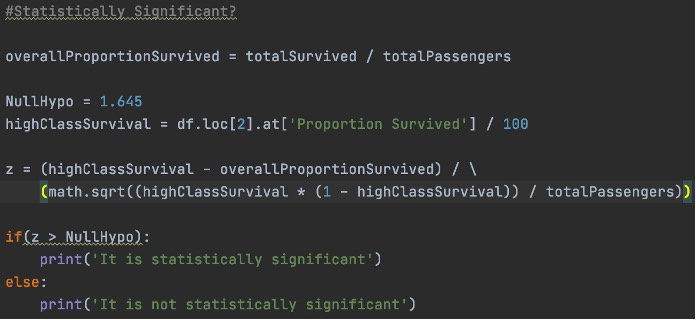 #Statistically Significant?
overallProportionSurvived = totalSurvived / totalPassengers
NullHypo = 1.645
highClassSurvival = df.loc[2].at['Proportion Survived'] / 100
z = (highClassSurvival - overallProportionSurvived) / \
(math.sqrt((highClassSurvival * (1 - highClassSurvival)) / totalPassengers))
if(z > NullHypo):
print('It is statistically significant')
else:
print('It is not statistically significant')